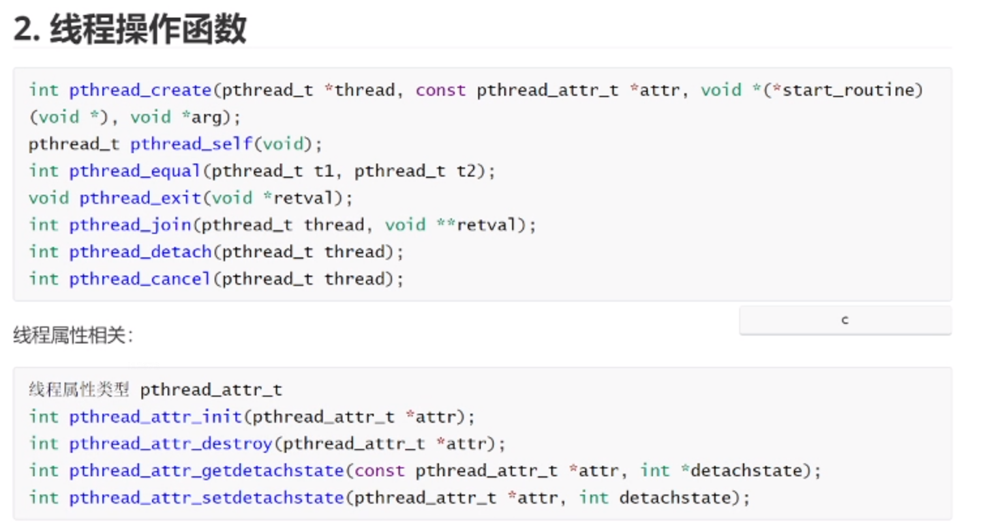 2. 线程操作函数
int pthread_create(pthread_t *thread, const pthread_attr_t *attr, void *(*start_routine)
(void *), void *arg);
pthread_t pthread_self(void);
int pthread_equal(pthread_t t1, pthread_t t2);
void pthread_exit(void *retval);
int pthread_join(pthread_t thread, void **retval);
int pthread_detach(pthread_t thread);
int pthread_cancel(pthread_t thread);
c
线程属性相关：
线程属性类型 pthread_attr_t
int pthread_attr_init(pthread_attr_t *attr);
int pthread_attr_destroy(pthread_attr_t *attr);
int pthread_attr_getdetachstate(const pthread_attr_t *attr, int *detachstate);
int pthread_attr_setdetachstate(pthread_attr_t *attr, int detachstate);